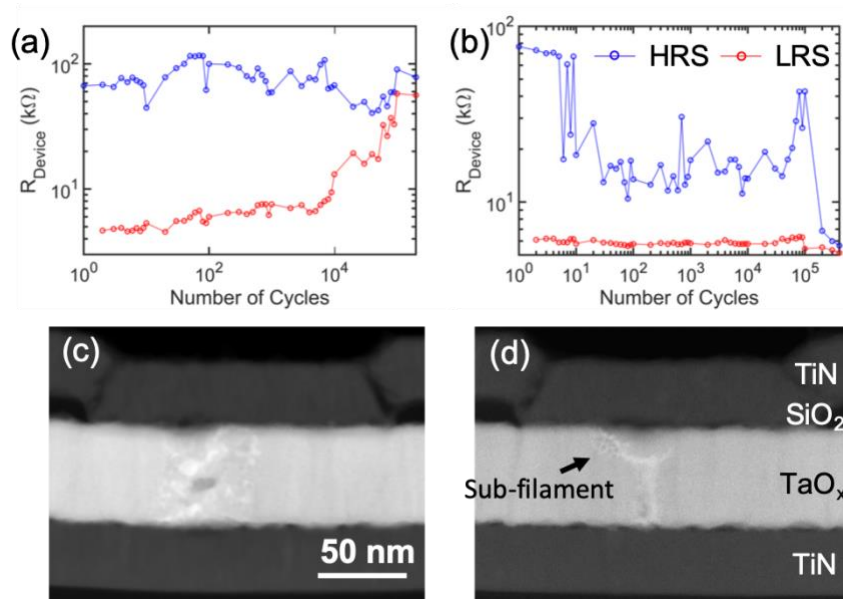 (a)
10²
10¹
R_Device (kΩ)
10⁰
10²
10⁴
Number of Cycles
(b)
HRS
LRS
10²
10¹
R_Device (kΩ)
10⁰
10¹
10²
10³
10⁴
10⁵
Number of Cycles
(c)
50 nm
(d)
TiN
SiO₂
Sub-filament
TaOₓ
TiN